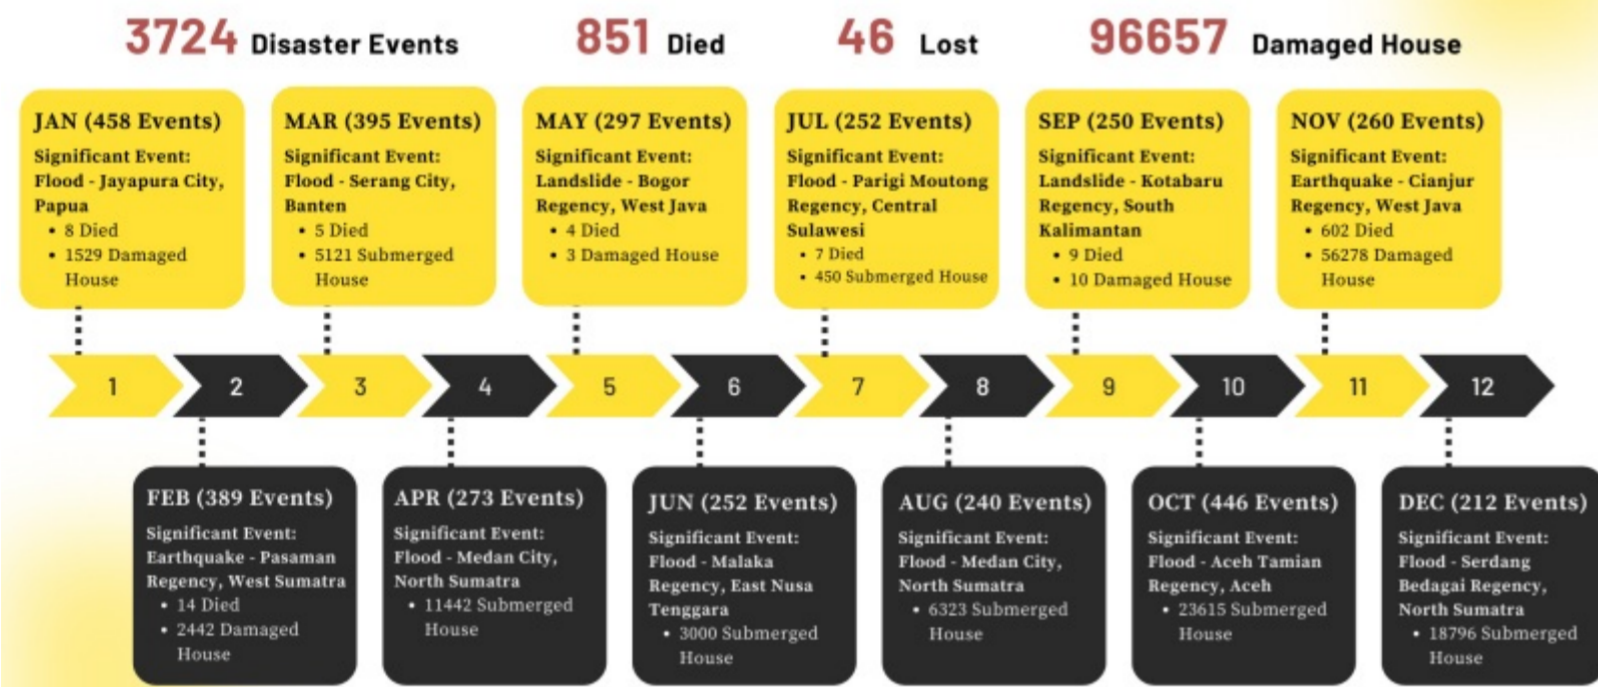 3724 Disaster Events
851 Died
46 Lost
96657 Damaged House
JAN (458 Events)
Significant Event:
Flood - Jayapura City,
Papua
• 8 Died
• 1529 Damaged
House
MAR (395 Events)
Significant Event:
Flood - Serang City,
Banten
• 5 Died
• 5121 Submerged
House
MAY (297 Events)
Significant Event:
Landslide - Bogor
Regency, West Java
• 4 Died
• 3 Damaged House
JUL (252 Events)
Significant Event:
Flood - Parigi Moutong
Regency, Central
Sulawesi
• 7 Died
• 450 Submerged House
SEP (250 Events)
Significant Event:
Landslide - Kotabaru
Regency, South
Kalimantan
• 9 Died
• 10 Damaged House
NOV (260 Events)
Significant Event:
Earthquake - Cianjur
Regency, West Java
• 602 Died
• 56278 Damaged
House
1
2
3
4
5
6
7
8
9
10
11
12
FEB (389 Events)
Significant Event:
Earthquake - Pasaman
Regency, West Sumatra
• 14 Died
• 2442 Damaged
House
APR (273 Events)
Significant Event:
Flood - Medan City,
North Sumatra
• 11442 Submerged
House
JUN (252 Events)
Significant Event:
Flood - Malaka
Regency, East Nusa
Tenggara
• 3000 Submerged
House
AUG (240 Events)
Significant Event:
Flood - Medan City,
North Sumatra
• 6323 Submerged
House
OCT (446 Events)
Significant Event:
Flood - Aceh Tamian
Regency, Aceh
• 23615 Submerged
House
DEC (212 Events)
Significant Event:
Flood - Serdang
Bedagai Regency,
North Sumatra
• 18796 Submerged
House